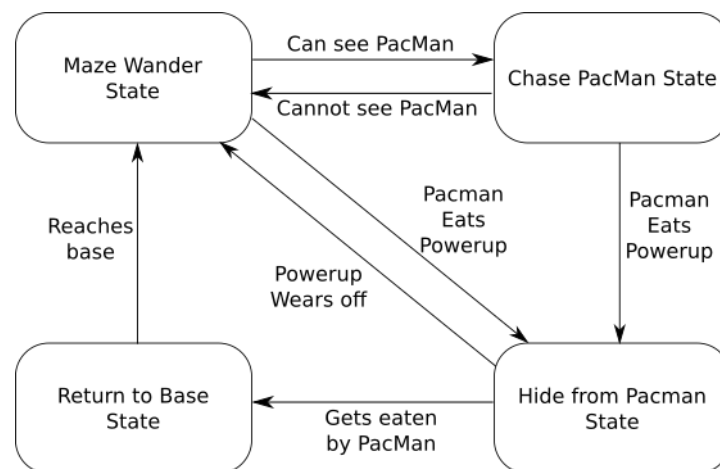 Maze Wander
State
Can see PacMan
Chase PacMan State
Cannot see PacMan
Reaches
base
Pacman
Eats
Powerup
Powerup
Wears off
Pacman
Eats
Powerup
Return to Base
State
Gets eaten
by PacMan
Hide from Pacman
State